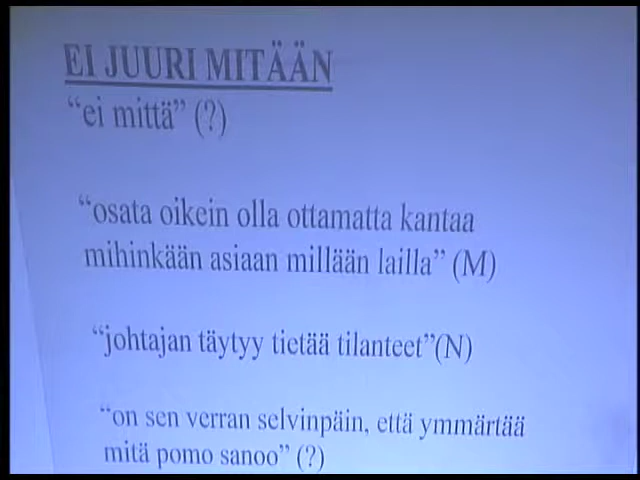 EI JUURI MITÄÄN
“ei mittä” (?)
“osata oikein olla ottamatta kantaa
mihinkään asiaan millään lailla” (M)
“johtajan täytyy tietää tilanteet”(N)
“on sen verran selvinpäin, että ymmärtää
mitä pomo sanoo” (?)